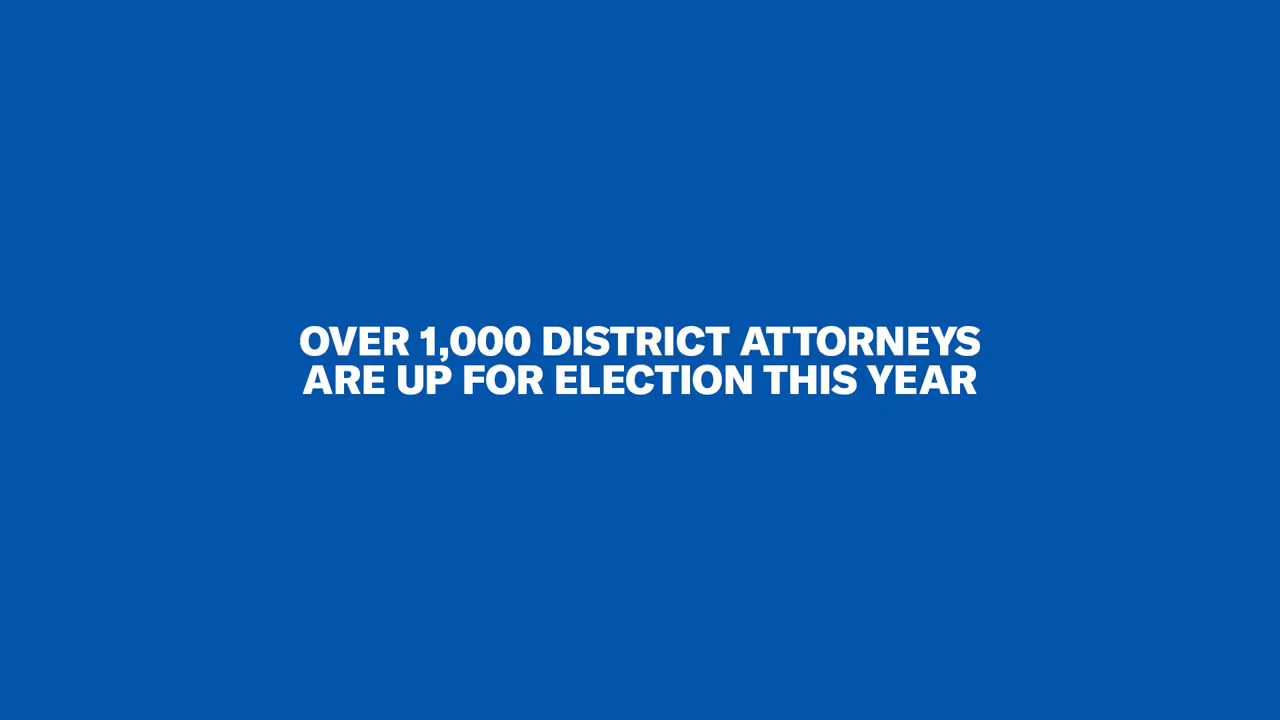 OVER 1,000 DISTRICT ATTORNEYS
ARE UP FOR ELECTION THIS YEAR